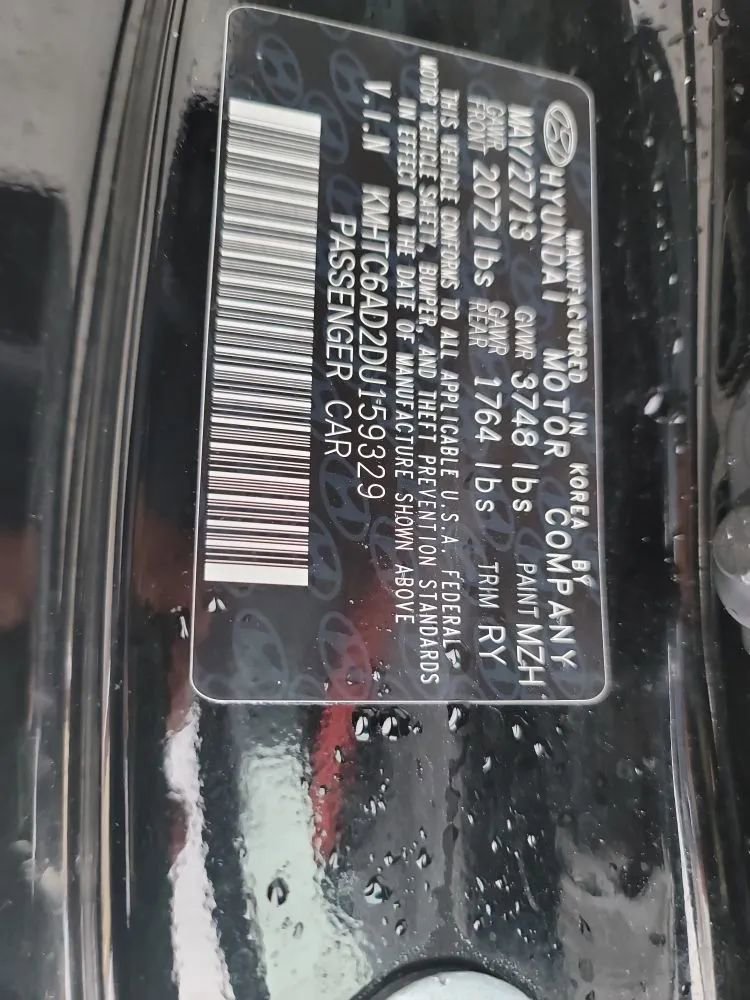 MANUFACTURED IN KOREA BY
HYUNDAI MOTOR COMPANY
MAY/27/13 GVWR 3748 lbs PAINT MZH
GAWR FRONT 2072 lbs GAWR REAR 1764 lbs TRIM RY
THIS VEHICLE CONFORMS TO ALL APPLICABLE U.S.A. FEDERAL
MOTOR VEHICLE SAFETY, BUMPER, AND THEFT PREVENTION STANDARDS
IN EFFECT ON THE DATE OF MANUFACTURE SHOWN ABOVE
V.I.N KMHTC6AD2DU159329
PASSENGER CAR